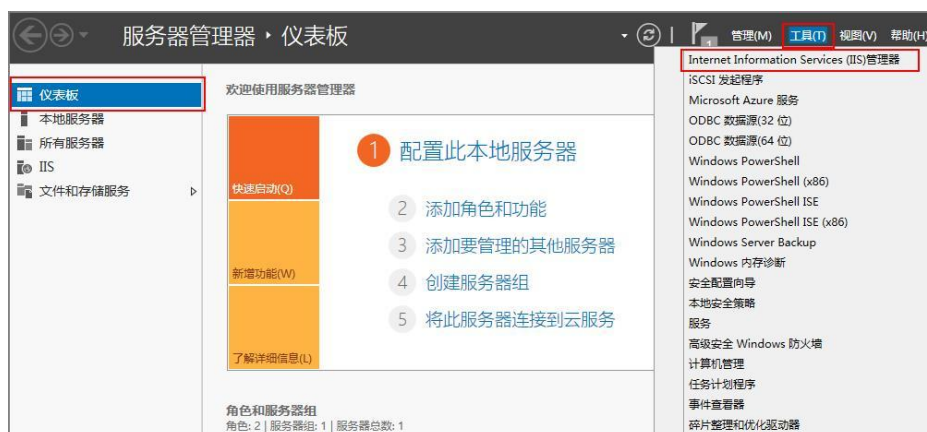 服务器管理器 · 仪表板
1 管理(M) 工具(T) 视图(V) 帮助(H)
仪表板
本地服务器
所有服务器
IIS
文件和存储服务
欢迎使用服务器管理器
快速启动(Q)
新增功能(W)
了解详细信息(L)
1 配置此本地服务器
2 添加角色和功能
3 添加要管理的其他服务器
4 创建服务器组
5 将此服务器连接到云服务
角色和服务器组
角色: 2 | 服务器组: 1 | 服务器总数: 1
Internet Information Services (IIS)管理器
iSCSI 发起程序
Microsoft Azure 服务
ODBC 数据源(32 位)
ODBC 数据源(64 位)
Windows PowerShell
Windows PowerShell (x86)
Windows PowerShell ISE
Windows PowerShell ISE (x86)
Windows Server Backup
Windows 内存诊断
安全配置向导
本地安全策略
服务
高级安全 Windows 防火墙
计算机管理
任务计划程序
事件查看器
碎片整理和优化驱动器